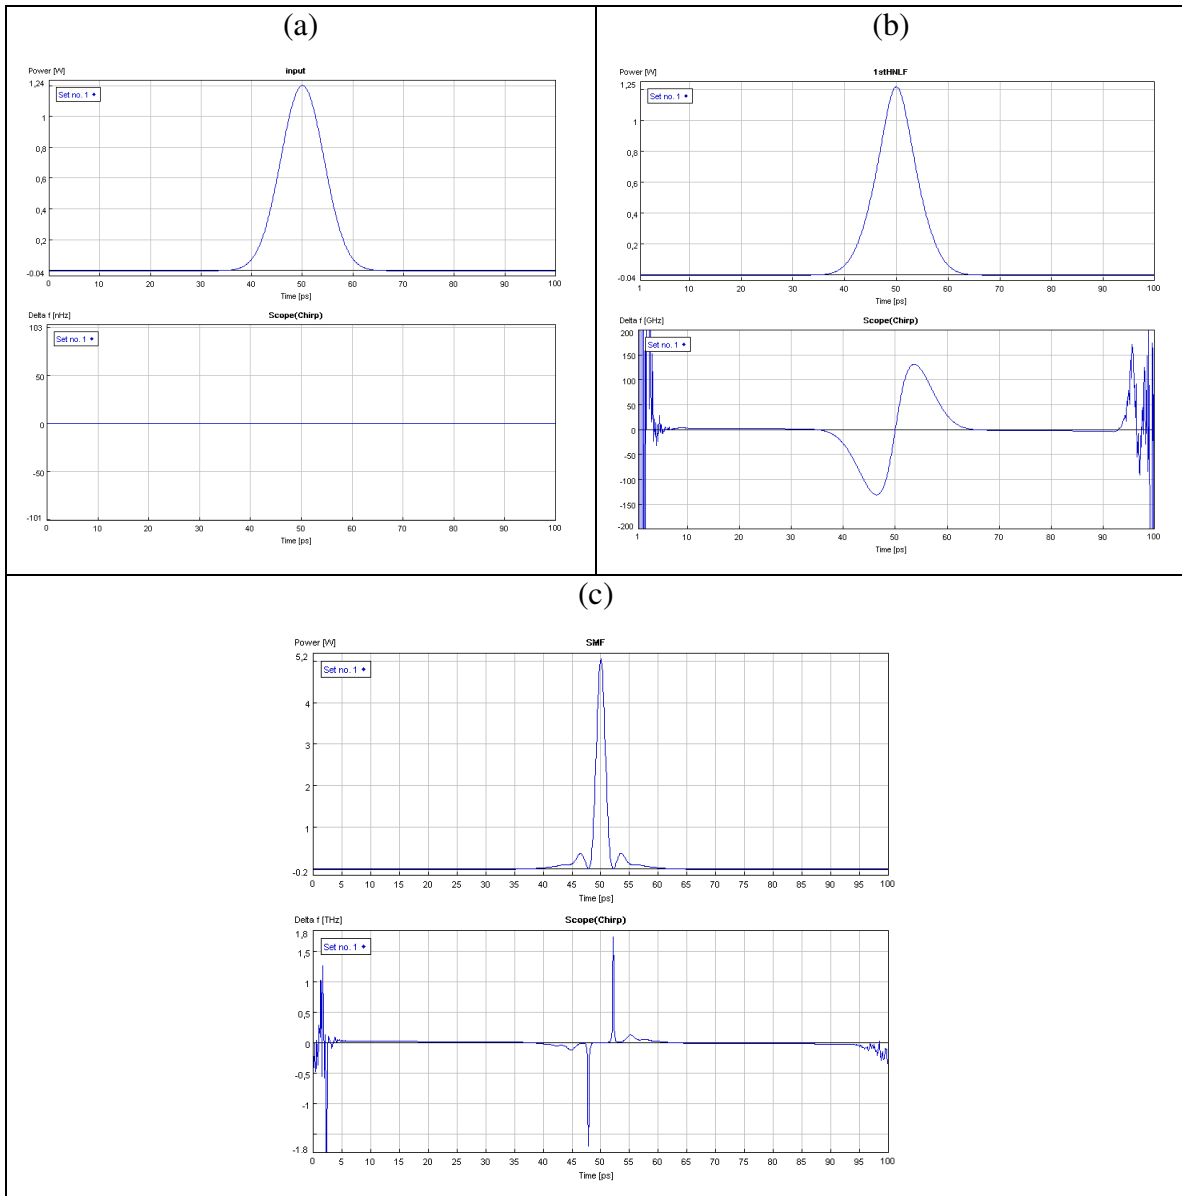 (a)
Power [W]
input
1,24
Set no. 1
1
0,8
0,6
0,4
0,2
-0.04
0 10 20 30 40 50 60 70 80 90 100
Time [ps]
Delta f [nHz]
Scope(Chirp)
103
Set no. 1
50
0
-50
-101
0 10 20 30 40 50 60 70 80 90 100
Time [ps]
(b)
Power [W]
1stHNLF
1,25
Set no. 1
1
0,8
0,6
0,4
0,2
-0.04
1 10 20 30 40 50 60 70 80 90 100
Time [ps]
Delta f [GHz]
Scope(Chirp)
200
Set no. 1
150
100
50
0
-50
-100
-150
-200
1 10 20 30 40 50 60 70 80 90 100
Time [ps]
(c)
Power [W]
SMF
5,2
Set no. 1
4
3
2
1
-0.2
0 5 10 15 20 25 30 35 40 45 50 55 60 65 70 75 80 85 90 95 100
Time [ps]
Delta f [THz]
Scope(Chirp)
1,8
Set no. 1
1,5
1
0,5
0
-0,5
-1
-1.8
0 5 10 15 20 25 30 35 40 45 50 55 60 65 70 75 80 85 90 95 100
Time [ps]